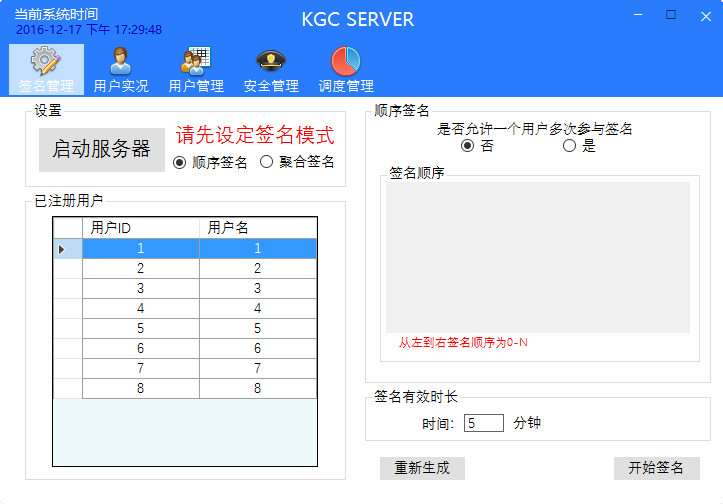 当前系统时间
2016-12-17 下午 17:29:48
KGC SERVER
签名管理 用户实况 用户管理 安全管理 调度管理
设置
启动服务器
请先设定签名模式
顺序签名 聚合签名
已注册用户
用户ID 用户名
1 1
2 2
3 3
4 4
5 5
6 6
7 7
8 8
顺序签名
是否允许一个用户多次参与签名
否 是
签名顺序
从左到右签名顺序为0-N
签名有效时长
时间: 5 分钟
重新生成 开始签名